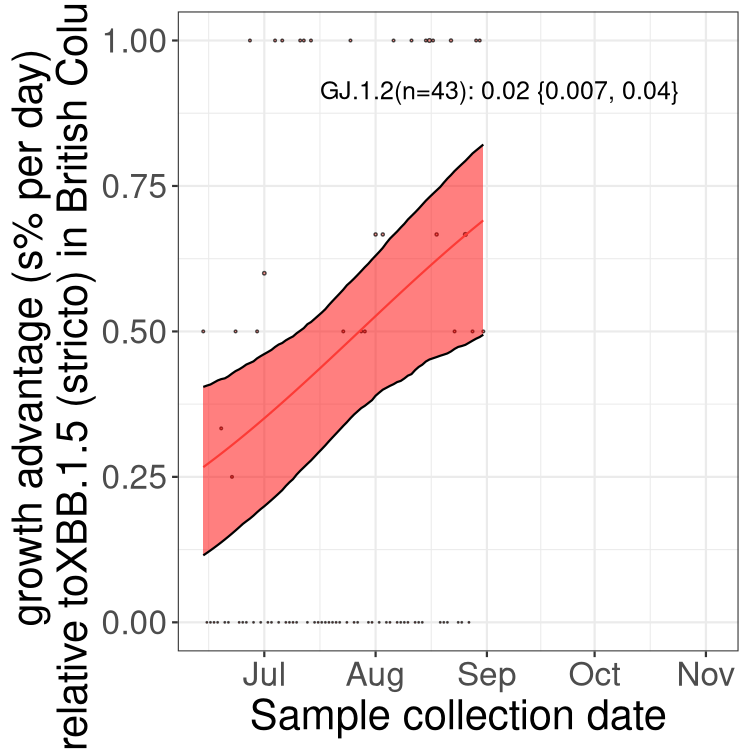 growth advantage (s% per day)
relative toXBB.1.5 (stricto) in British Colu
1.00
0.75
0.50
0.25
0.00
GJ.1.2(n=43): 0.02 {0.007, 0.04}
Jul Aug Sep Oct Nov
Sample collection date